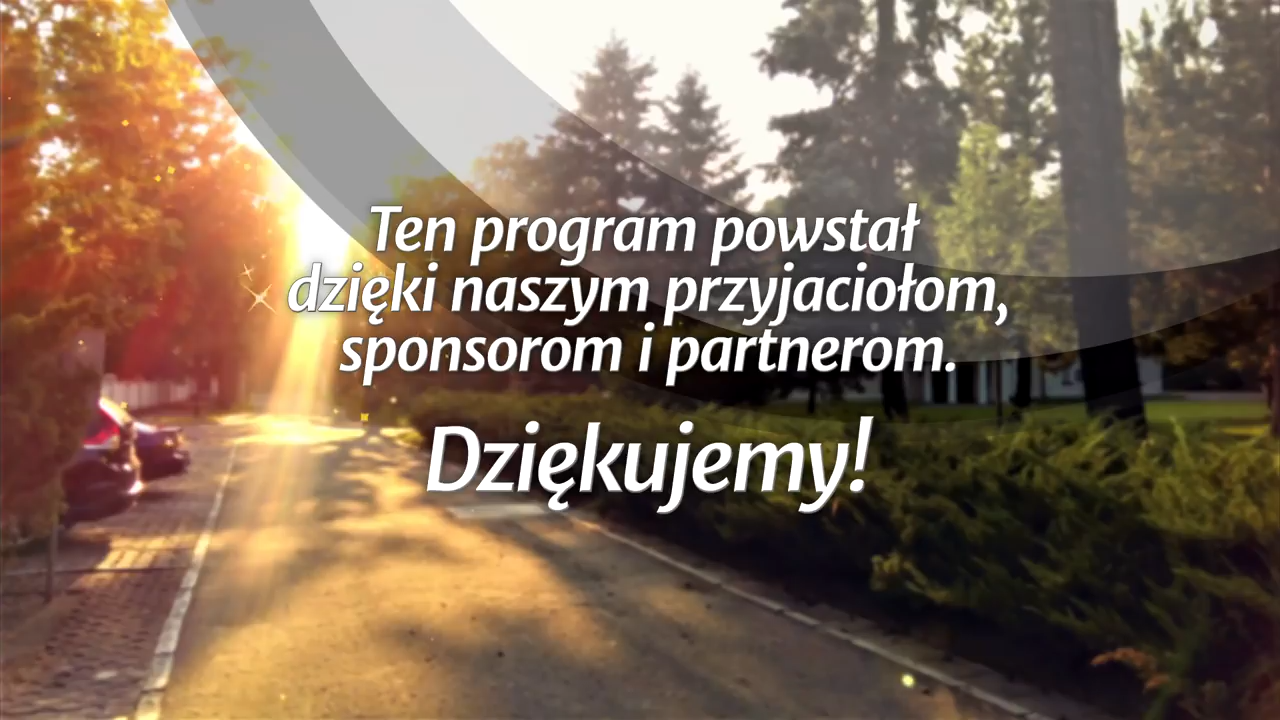 Ten program powstał
dzięki naszym przyjaciołom,
sponsorom i partnerom.
Dziękujemy!